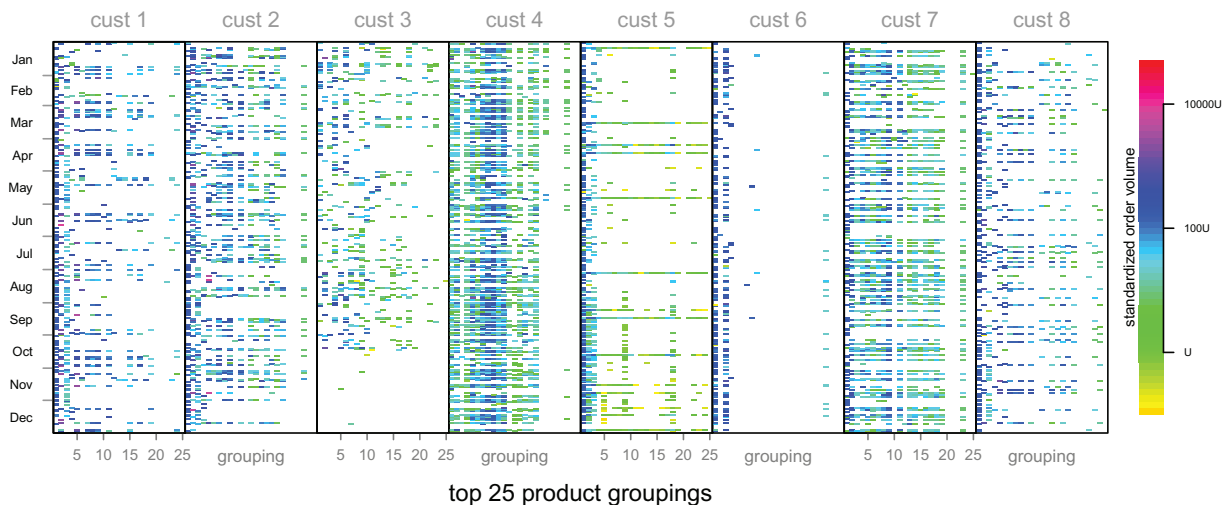 cust 1 cust 2 cust 3 cust 4 cust 5 cust 6 cust 7 cust 8
Jan
Feb
Mar
Apr
May
Jun
Jul
Aug
Sep
Oct
Nov
Dec
10000U
100U
U
standardized order volume
5 10 15 20 25 grouping 5 10 15 20 25 grouping 5 10 15 20 25 grouping 5 10 15 20 25 grouping
top 25 product groupings